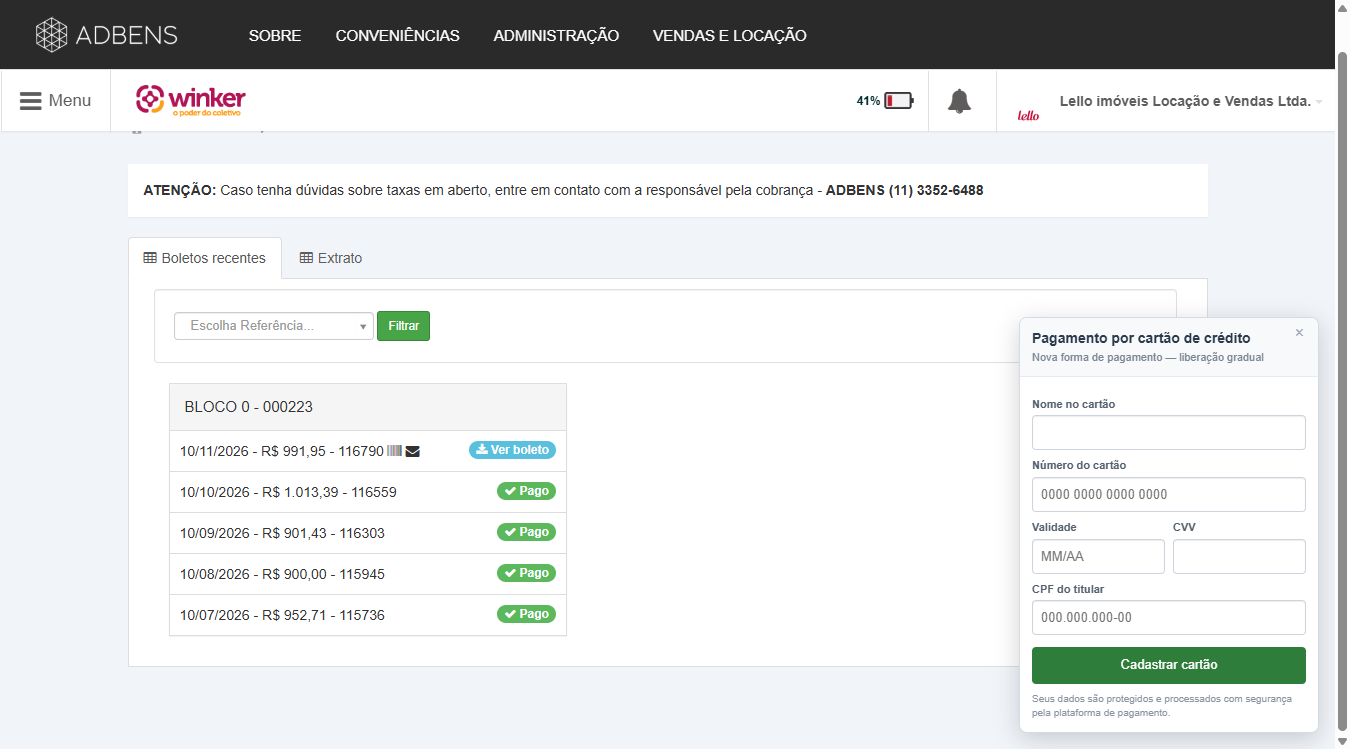 ADBENS
SOBRE CONVENIÊNCIAS ADMINISTRAÇÃO VENDAS E LOCAÇÃO
Menu
winker
o poder do coletivo
41%
lello
Lello imóveis Locação e Vendas Ltda.
ATENÇÃO: Caso tenha dúvidas sobre taxas em aberto, entre em contato com a responsável pela cobrança - ADBENS (11) 3352-6488
Boletos recentes
Extrato
Escolha Referência...
Filtrar
BLOCO 0 - 000223
10/11/2026 - R$ 991,95 - 116790 Ver boleto
10/10/2026 - R$ 1.013,39 - 116559 Pago
10/09/2026 - R$ 901,43 - 116303 Pago
10/08/2026 - R$ 900,00 - 115945 Pago
10/07/2026 - R$ 952,71 - 115736 Pago
Pagamento por cartão de crédito ×
Nova forma de pagamento — liberação gradual
Nome no cartão
Número do cartão
0000 0000 0000 0000
Validade CVV
MM/AA
CPF do titular
000.000.000-00
Cadastrar cartão
Seus dados são protegidos e processados com segurança
pela plataforma de pagamento.